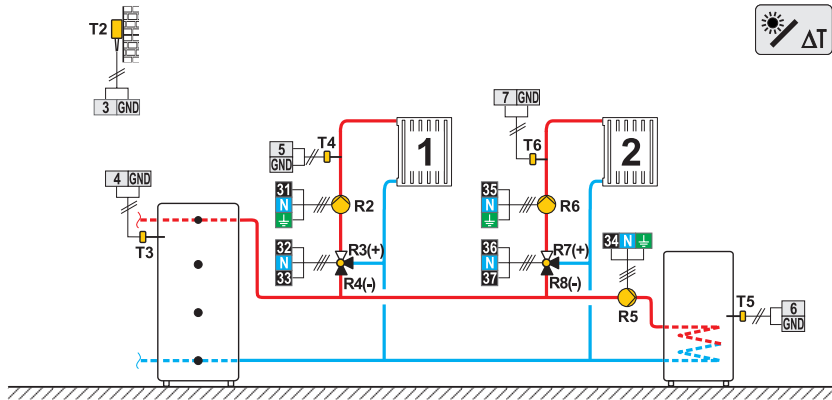 T2
ΔT
3 GND
7 GND
5
GND
T4
T6
1
2
4
31
N
R2
35
N
R6
T3
32
N
33
R3(+)
R4(-)
36
N
37
R7(+)
R8(-)
34 N
R5
T5
6
GND